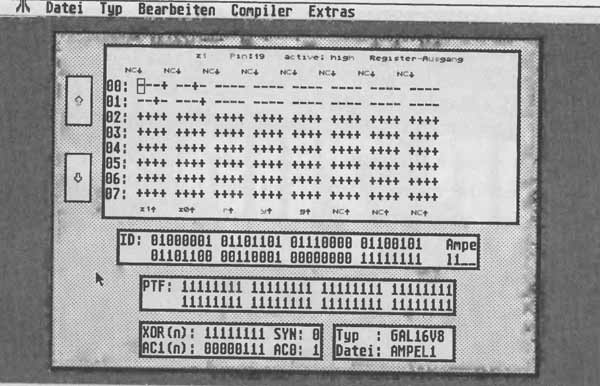 Datei Typ Bearbeiten Compiler Extras
z1 Pin:19 active: high Register-Ausgang
NC↓ NC↓ NC↓ NC↓ NC↓ NC↓ NC↓ NC↓
00: ---+ --+- ---- ---- ---- ---- ---- ----
01: --+- ---+ ---- ---- ---- ---- ---- ----
02: ++++ ++++ ++++ ++++ ++++ ++++ ++++ ++++
03: ++++ ++++ ++++ ++++ ++++ ++++ ++++ ++++
04: ++++ ++++ ++++ ++++ ++++ ++++ ++++ ++++
05: ++++ ++++ ++++ ++++ ++++ ++++ ++++ ++++
06: ++++ ++++ ++++ ++++ ++++ ++++ ++++ ++++
07: ++++ ++++ ++++ ++++ ++++ ++++ ++++ ++++
z1↑ z0↑ r↑ y↑ g↑ NC↑ NC↑ NC↑
ID: 01000001 01101101 01110000 01100101 Ampe
01101100 00110001 00000000 11111111 l1__
PTF: 11111111 11111111 11111111 11111111
11111111 11111111 11111111 11111111
XOR(n): 11111111 SYN: 0
AC1(n): 00000111 AC0: 1
Typ : GAL16V8
Datei: AMPEL1